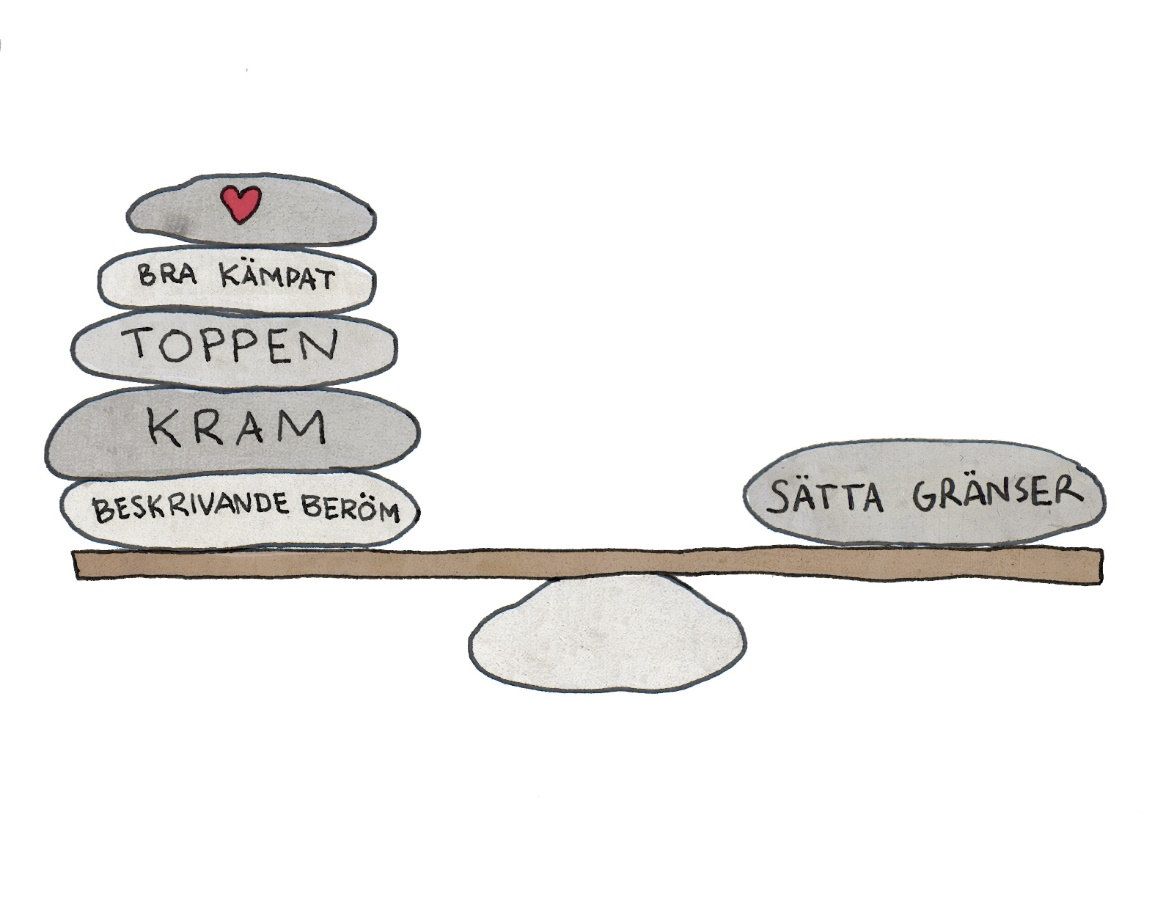 BRA KÄMPAT
TOPPEN
KRAM
BESKRIVANDE BERÖM
SÄTTA GRÄNSER